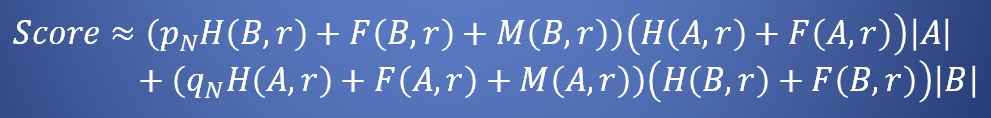 Score ≈ (p_N H(B,r) + F(B,r) + M(B,r))(H(A,r) + F(A,r))|A|
+ (q_N H(A,r) + F(A,r) + M(A,r))(H(B,r) + F(B,r))|B|